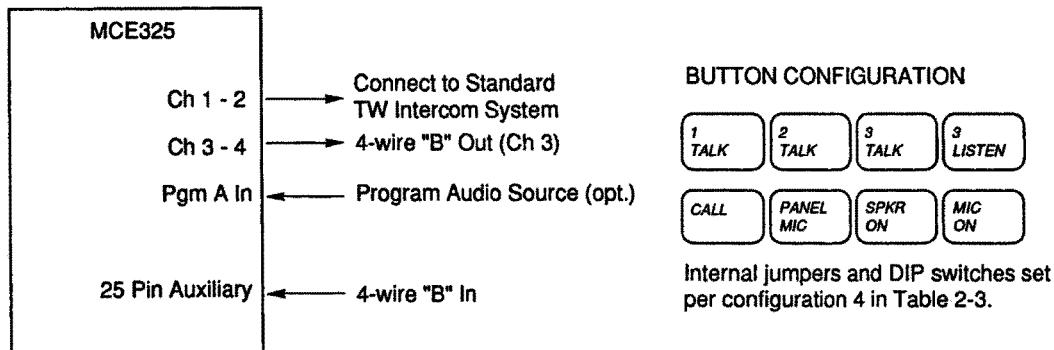 MCE325
Ch 1 - 2
Connect to Standard
TW Intercom System
Ch 3 - 4
4-wire "B" Out (Ch 3)
Pgm A In
Program Audio Source (opt.)
25 Pin Auxiliary
4-wire "B" In
BUTTON CONFIGURATION
1
TALK
2
TALK
3
TALK
3
LISTEN
CALL
PANEL
MIC
SPKR
ON
MIC
ON
Internal jumpers and DIP switches set
per configuration 4 in Table 2-3.